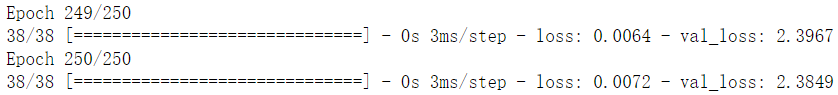 Epoch 249/250
38/38 [==============================] - 0s 3ms/step - loss: 0.0064 - val_loss: 2.3967
Epoch 250/250
38/38 [==============================] - 0s 3ms/step - loss: 0.0072 - val_loss: 2.3849